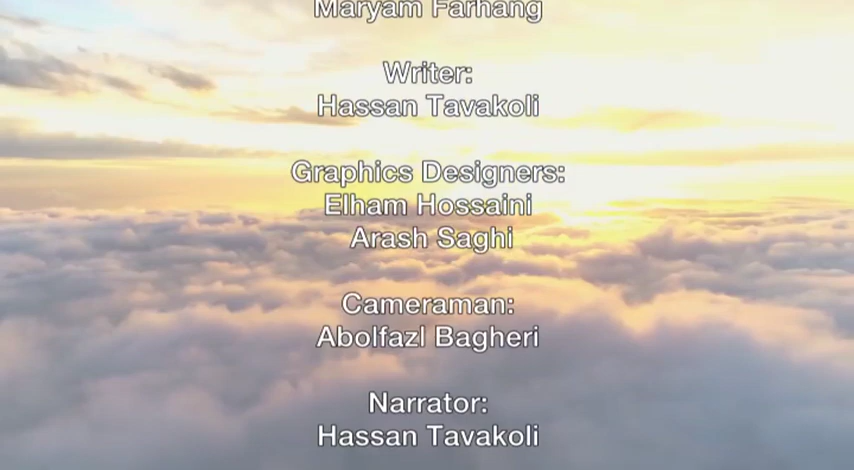 Maryam Farhang
Writer:
Hassan Tavakoli
Graphics Designers:
Elham Hossaini
Arash Saghi
Cameraman:
Abolfazl Bagheri
Narrator:
Hassan Tavakoli